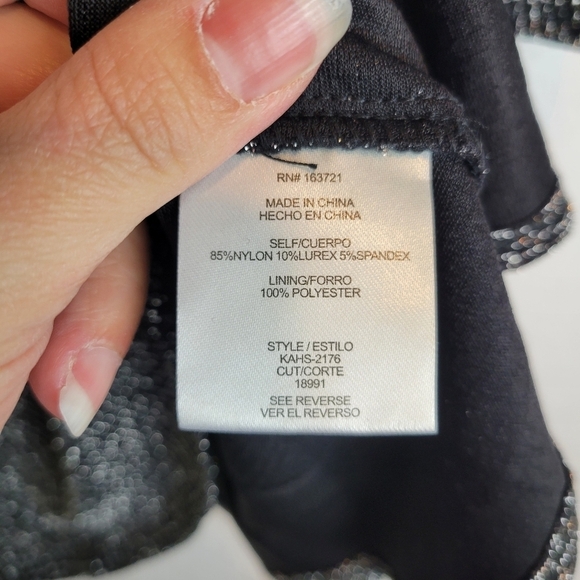 RN# 163721
MADE IN CHINA
HECHO EN CHINA
SELF/CUERPO
85%NYLON 10%LUREX 5%SPANDEX
LINING/FORRO
100% POLYESTER
STYLE / ESTILO
KAHS-2176
CUT/CORTE
18991
SEE REVERSE
VER EL REVERSO